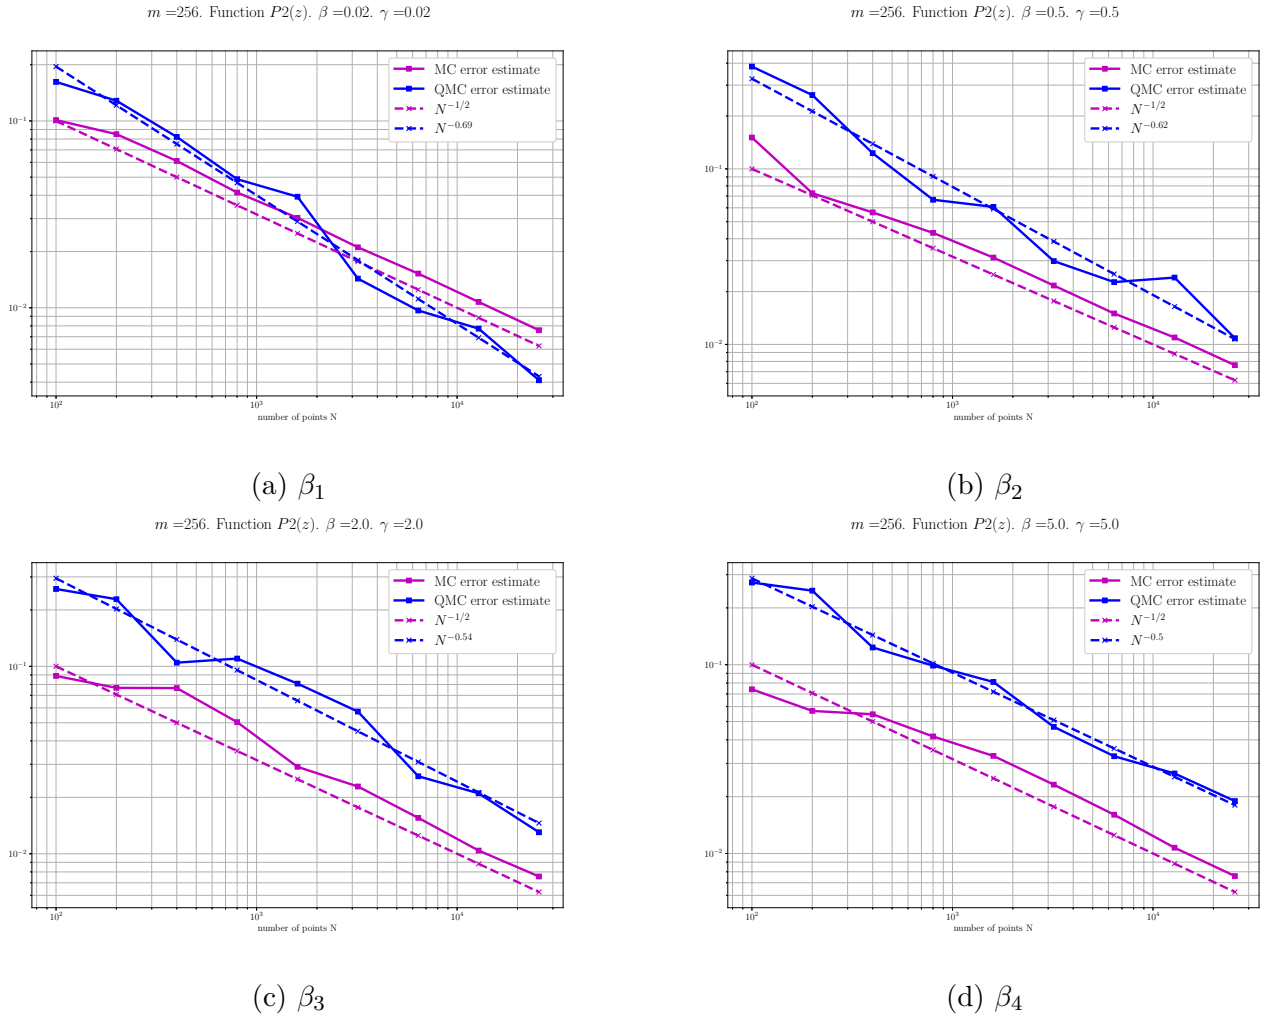 m =256. Function P2(z). β =0.02. γ =0.02
MC error estimate
QMC error estimate
N^{-1/2}
N^{-0.69}
10^{-1}
10^{-2}
10^2
10^3
10^4
number of points N
(a) β_1
m =256. Function P2(z). β =0.5. γ =0.5
MC error estimate
QMC error estimate
N^{-1/2}
N^{-0.62}
10^{-1}
10^{-2}
10^2
10^3
10^4
number of points N
(b) β_2
m =256. Function P2(z). β =2.0. γ =2.0
MC error estimate
QMC error estimate
N^{-1/2}
N^{-0.54}
10^{-1}
10^{-2}
10^2
10^3
10^4
number of points N
(c) β_3
m =256. Function P2(z). β =5.0. γ =5.0
MC error estimate
QMC error estimate
N^{-1/2}
N^{-0.5}
10^{-1}
10^{-2}
10^2
10^3
10^4
number of points N
(d) β_4